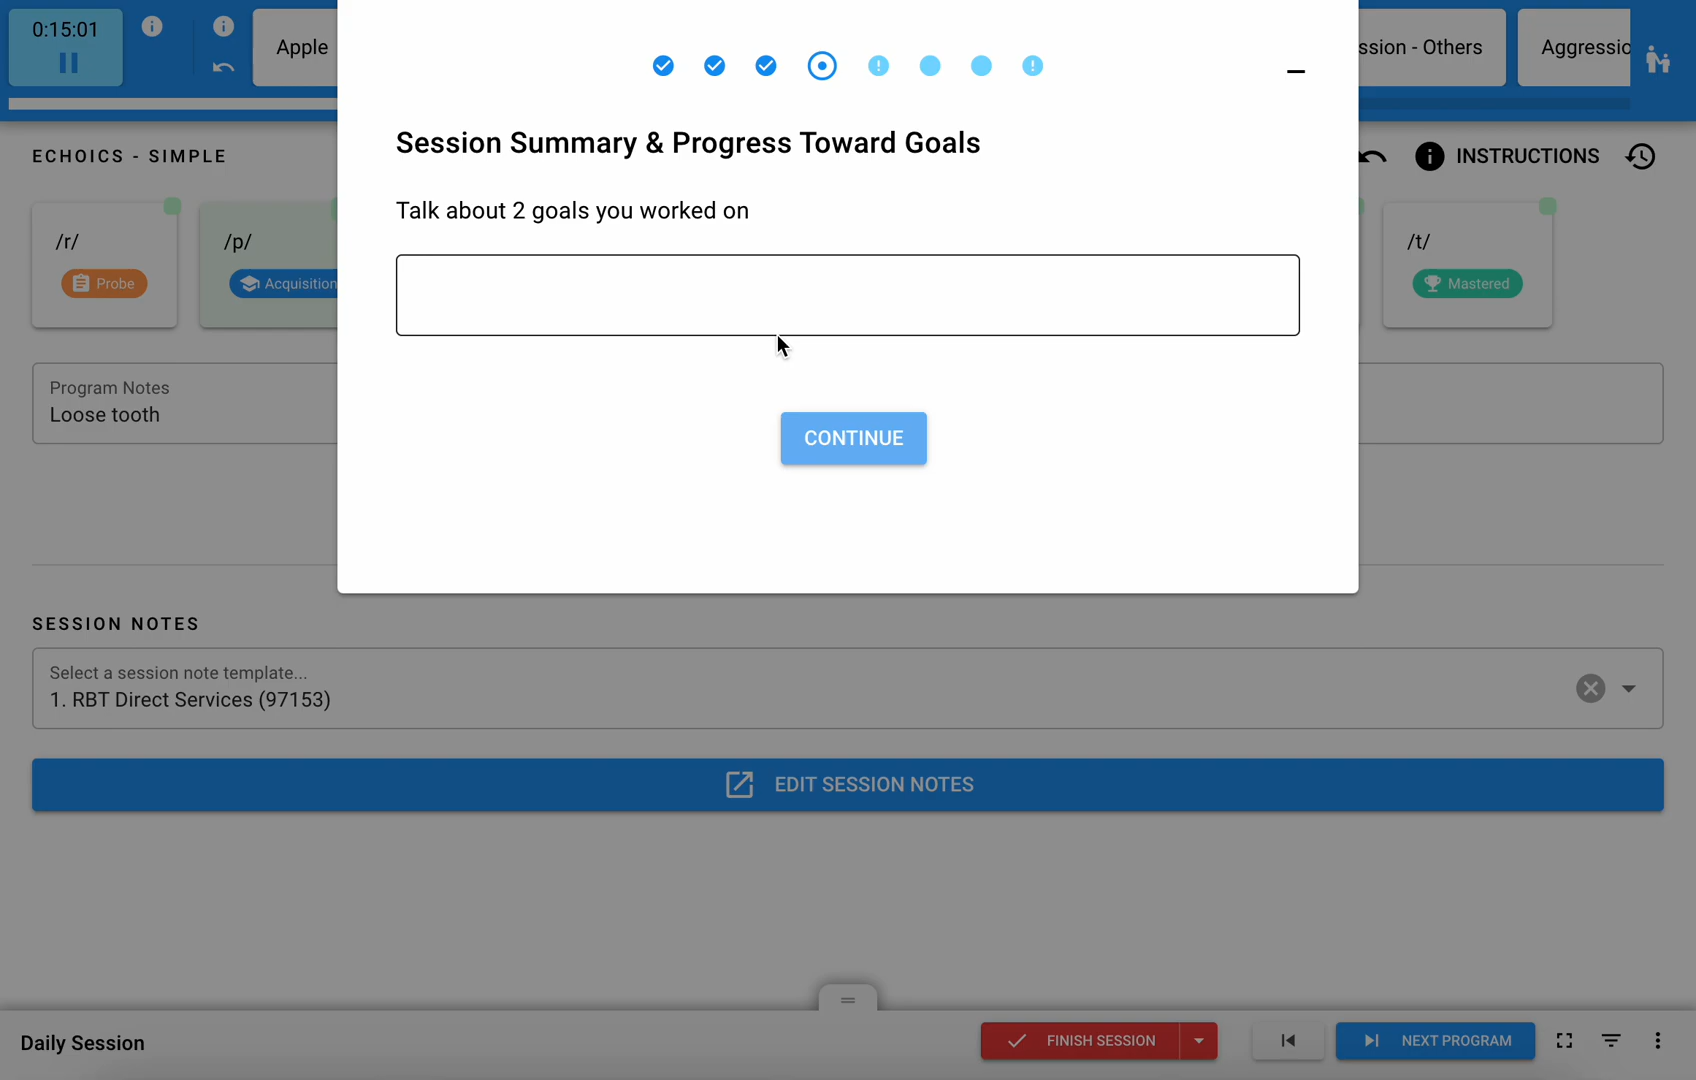 0:15:01
Apple
ssion - Others
Aggressio
Session Summary & Progress Toward Goals
Talk about 2 goals you worked on
CONTINUE
ECHOICS - SIMPLE
INSTRUCTIONS
/r/
Probe
/p/
Acquisition
/t/
Mastered
Program Notes
Loose tooth
SESSION NOTES
Select a session note template...
1. RBT Direct Services (97153)
EDIT SESSION NOTES
Daily Session
FINISH SESSION
NEXT PROGRAM